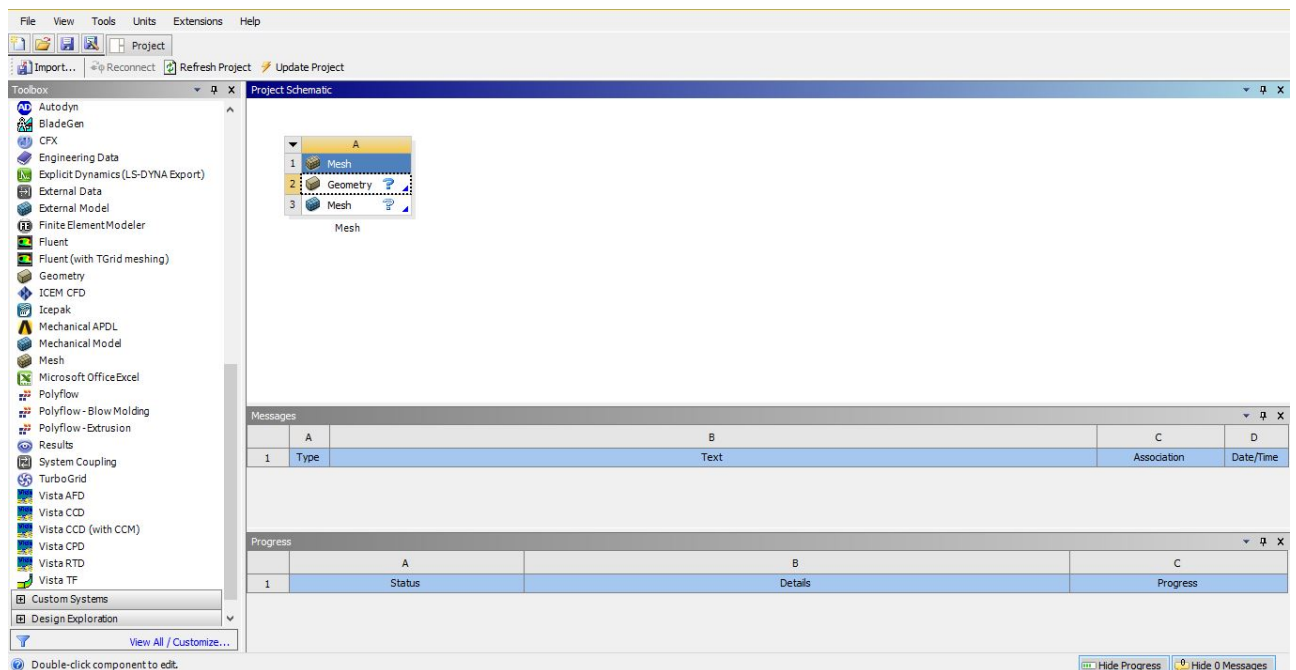 File View Tools Units Extensions Help
Project
Import... Reconnect Refresh Project Update Project
Toolbox
Autodyn
BladeGen
CFX
Engineering Data
Explicit Dynamics (LS-DYNA Export)
External Data
External Model
Finite Element Modeler
Fluent
Fluent (with TGrid meshing)
Geometry
ICEM CFD
Icepak
Mechanical APDL
Mechanical Model
Mesh
Microsoft Office Excel
Polyflow
Polyflow - Blow Molding
Polyflow - Extrusion
Results
System Coupling
TurboGrid
Vista AFD
Vista CCD
Vista CCD (with CCM)
Vista CPD
Vista RTD
Vista TF
Custom Systems
Design Exploration
View All / Customize...
Project Schematic
A
1 Mesh
2 Geometry ?
3 Mesh ?
Mesh
Messages
A B C D
1 Type Text Association Date/Time
Progress
A B C
1 Status Details Progress
Double-click component to edit.
Hide Progress 0 Hide 0 Messages